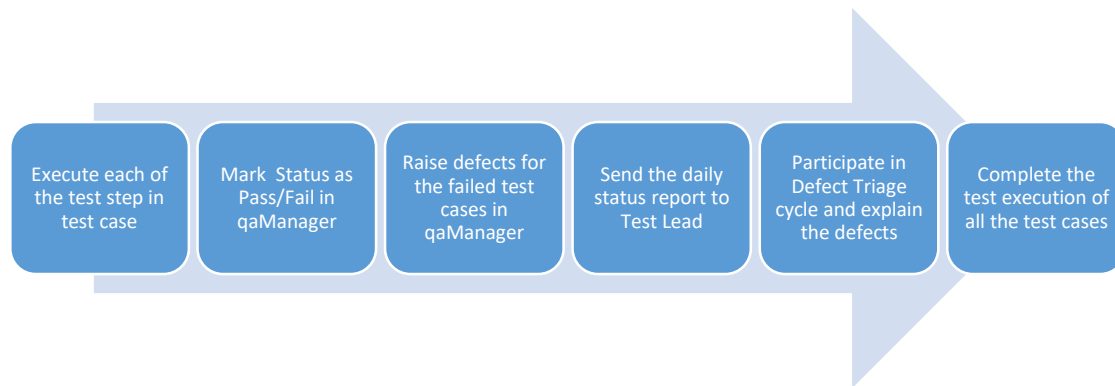 Execute each of
the test step in
test case
Mark  Status as
Pass/Fail in
qaManager
Raise defects for
the failed test
cases in
qaManager
Send the daily
status report to
Test Lead
Participate in
Defect Triage
cycle and explain
the defects
Complete the
test execution of
all the test cases